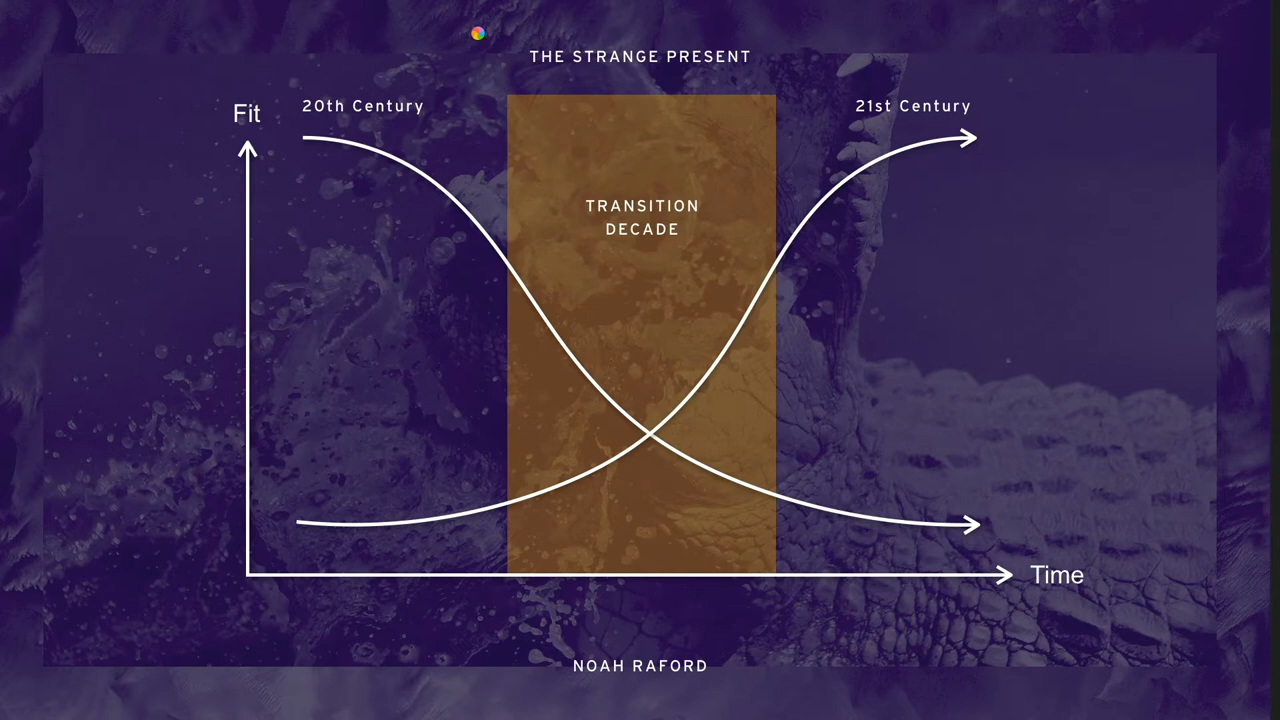 THE STRANGE PRESENT
Fit
20th Century
21st Century
TRANSITION
DECADE
Time
NOAH RAFORD